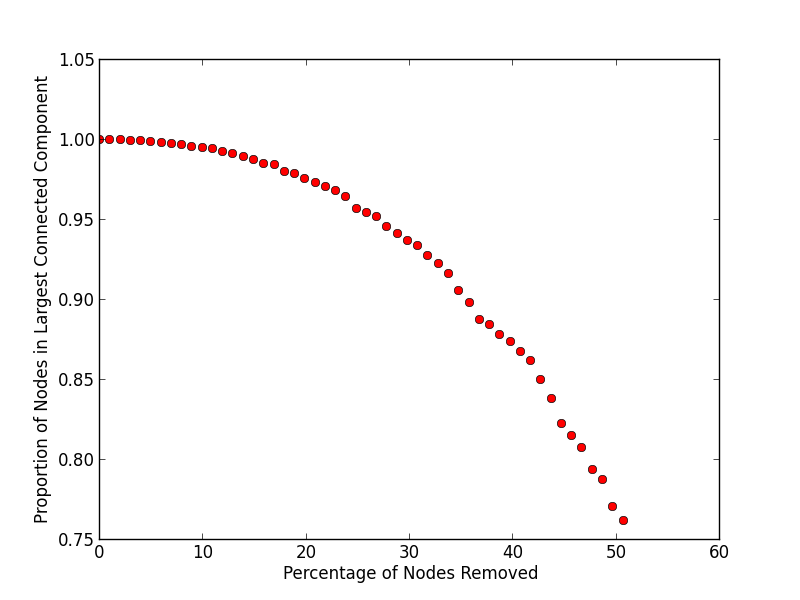 1.05
1.00
0.95
0.90
0.85
0.80
0.75
Proportion of Nodes in Largest Connected Component
0 10 20 30 40 50 60
Percentage of Nodes Removed